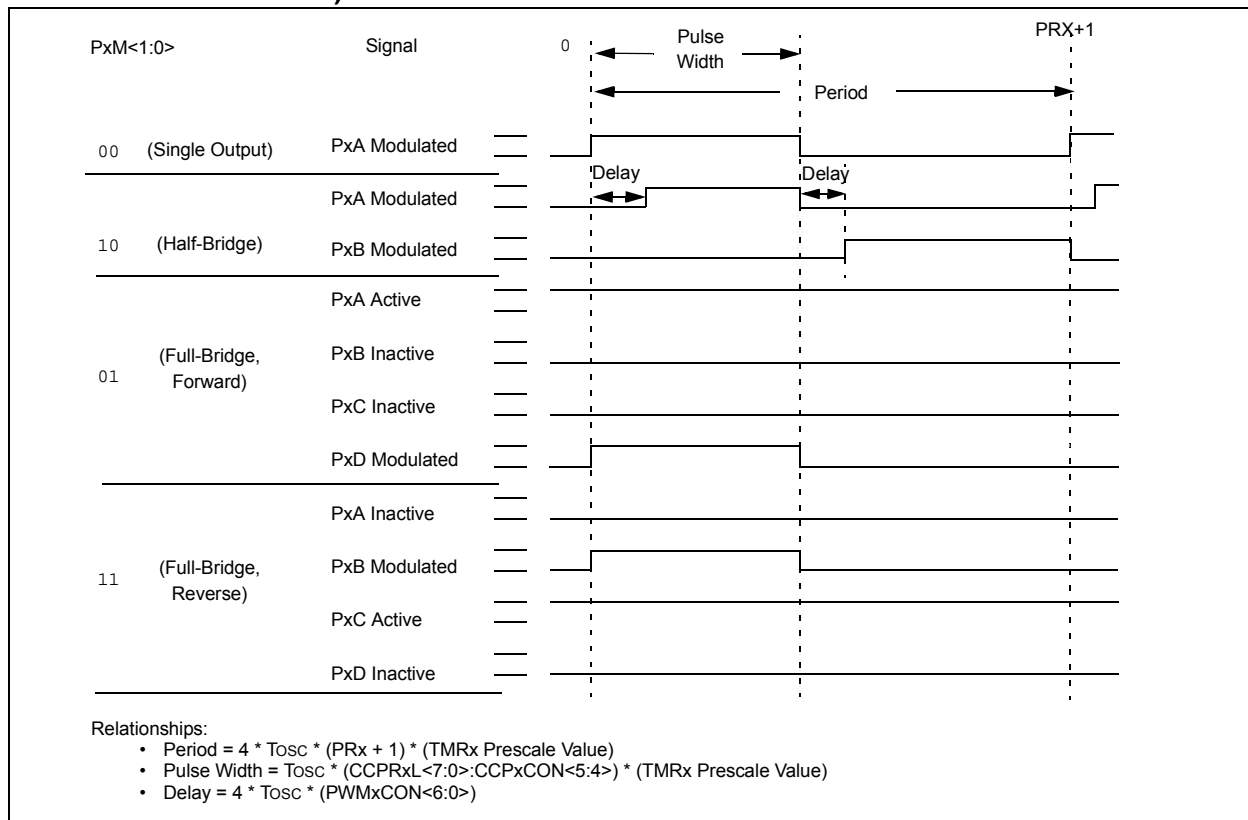 PxM<1:0> Signal 0 Pulse Width PRX+1
Period
00 (Single Output) PxA Modulated
Delay Delay
PxA Modulated
10 (Half-Bridge) PxB Modulated
PxA Active
PxB Inactive
01 (Full-Bridge, Forward)
PxC Inactive
PxD Modulated
PxA Inactive
11 (Full-Bridge, Reverse) PxB Modulated
PxC Active
PxD Inactive
Relationships:
• Period = 4 * TOSC * (PRx + 1) * (TMRx Prescale Value)
• Pulse Width = TOSC * (CCPRxL<7:0>:CCPxCON<5:4>) * (TMRx Prescale Value)
• Delay = 4 * TOSC * (PWMxCON<6:0>)